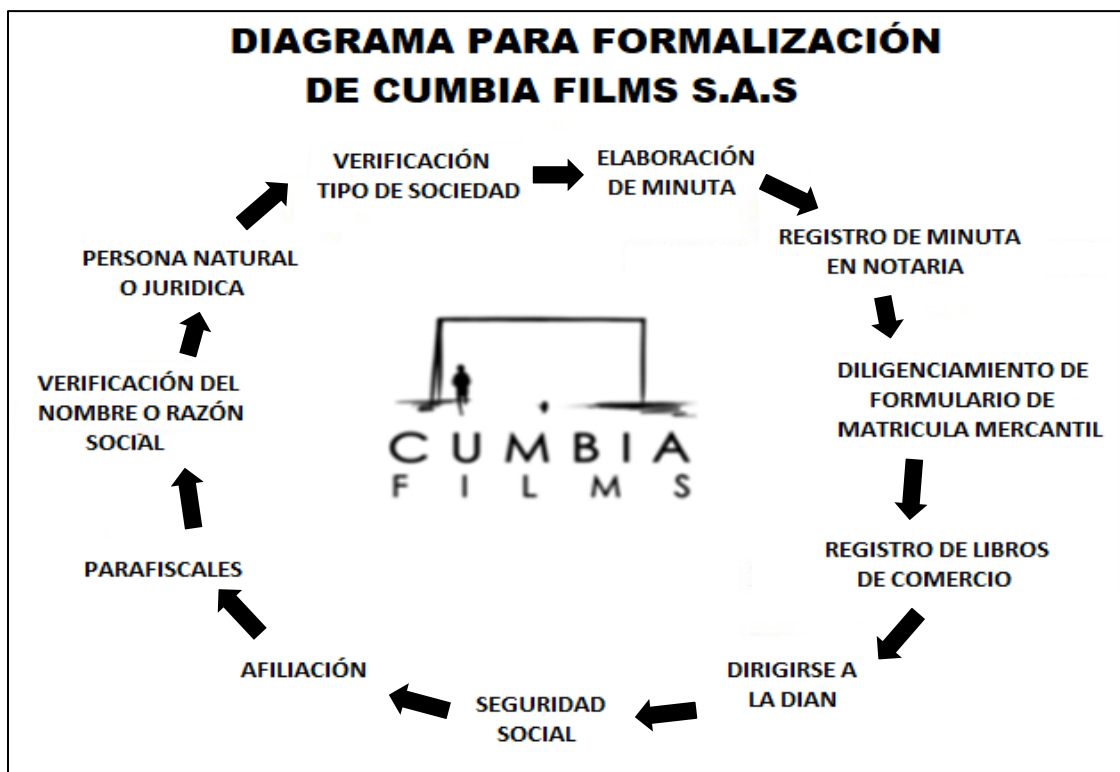 DIAGRAMA PARA FORMALIZACIÓN
DE CUMBIA FILMS S.A.S
VERIFICACIÓN
TIPO DE SOCIEDAD
ELABORACIÓN
DE MINUTA
REGISTRO DE MINUTA
EN NOTARIA
DILIGENCIAMIENTO DE
FORMULARIO DE
MATRICULA MERCANTIL
REGISTRO DE LIBROS
DE COMERCIO
DIRIGIRSE A
LA DIAN
SEGURIDAD
SOCIAL
AFILIACIÓN
PARAFISCALES
VERIFICACIÓN DEL
NOMBRE O RAZÓN
SOCIAL
PERSONA NATURAL
O JURIDICA
CUMBIA
FILMS